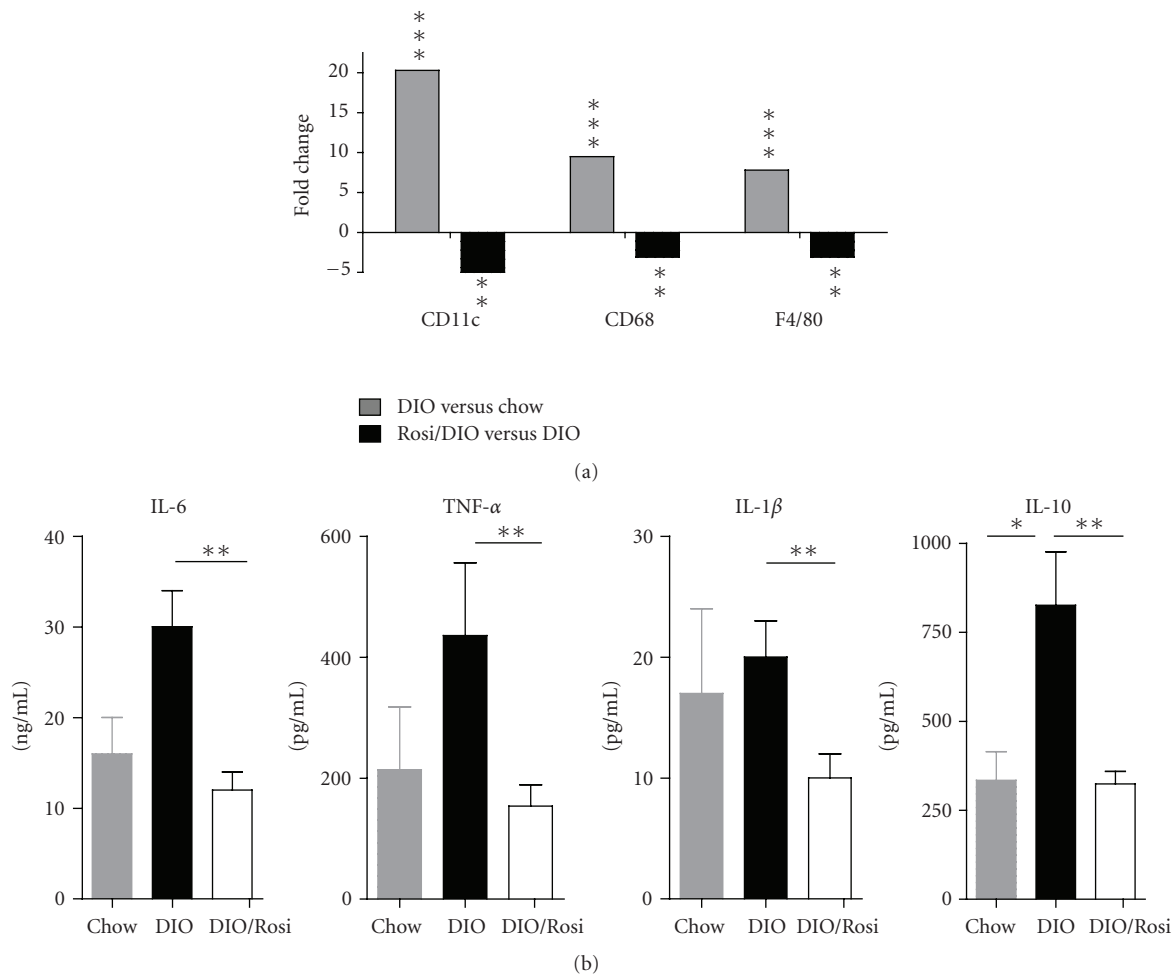 ***
***
***
20
15
10
5
0
−5
Fold change
**
**
**
CD11c CD68 F4/80
DIO versus chow
Rosi/DIO versus DIO
(a)
IL-6
40
30
20
10
0
(ng/mL)
**
Chow DIO DIO/Rosi
TNF-α
600
400
200
0
(pg/mL)
**
Chow DIO DIO/Rosi
IL-1β
30
20
10
0
(pg/mL)
**
Chow DIO DIO/Rosi
IL-10
1000
750
500
250
0
(pg/mL)
* **
Chow DIO DIO/Rosi
(b)